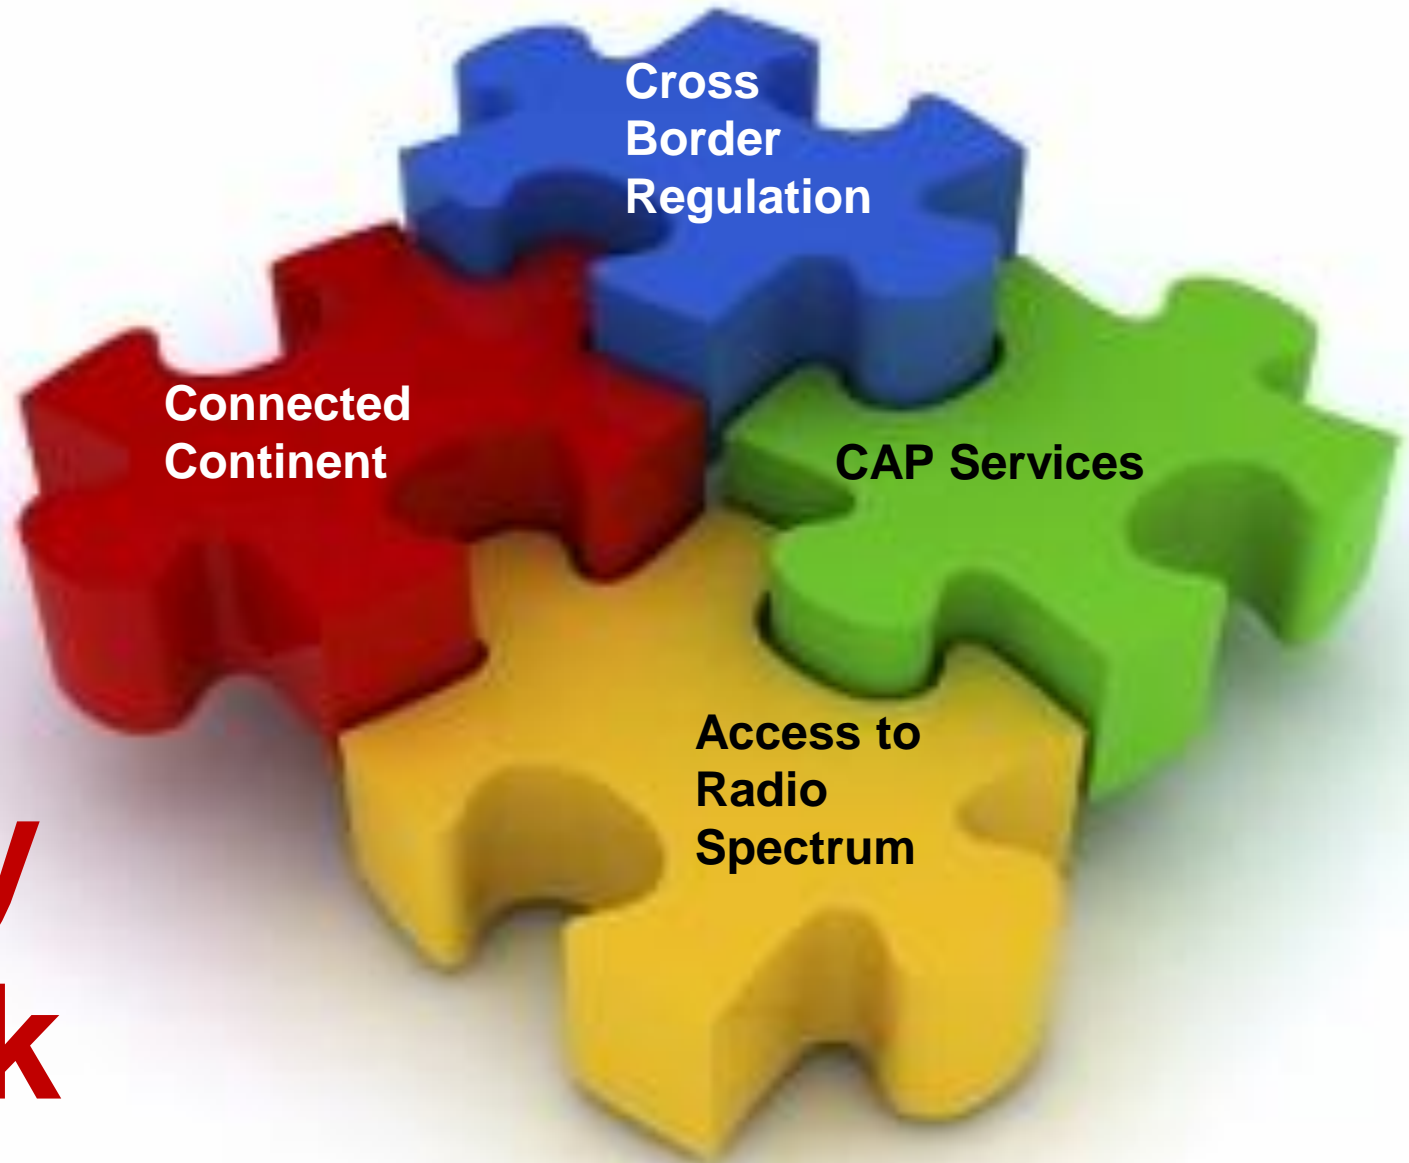 Cross
Border
Regulation
Connected
Continent
CAP Services
Access to
Radio
Spectrum
y
k